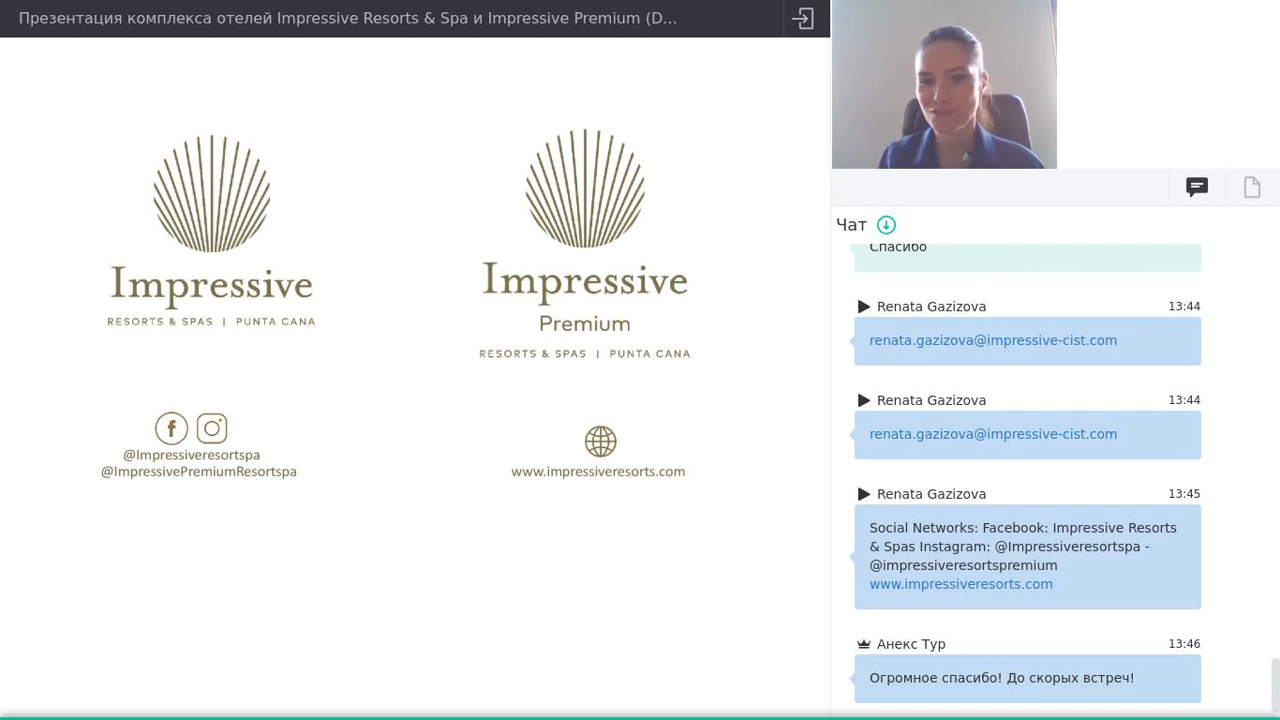 Презентация комплекса отелей Impressive Resorts & Spa и Impressive Premium (D...
Impressive
RESORTS & SPAS | PUNTA CANA
Impressive
Premium
RESORTS & SPAS | PUNTA CANA
@Impressiveresortspa
@ImpressivePremiumResortspa
www.impressiveresorts.com
Чат
Спасибо
Renata Gazizova 13:44
renata.gazizova@impressive-cist.com
Renata Gazizova 13:44
renata.gazizova@impressive-cist.com
Renata Gazizova 13:45
Social Networks: Facebook: Impressive Resorts
& Spas Instagram: @Impressiveresortspa -
@impressiveresortspremium
www.impressiveresorts.com
Анекс Тур 13:46
Огромное спасибо! До скорых встреч!